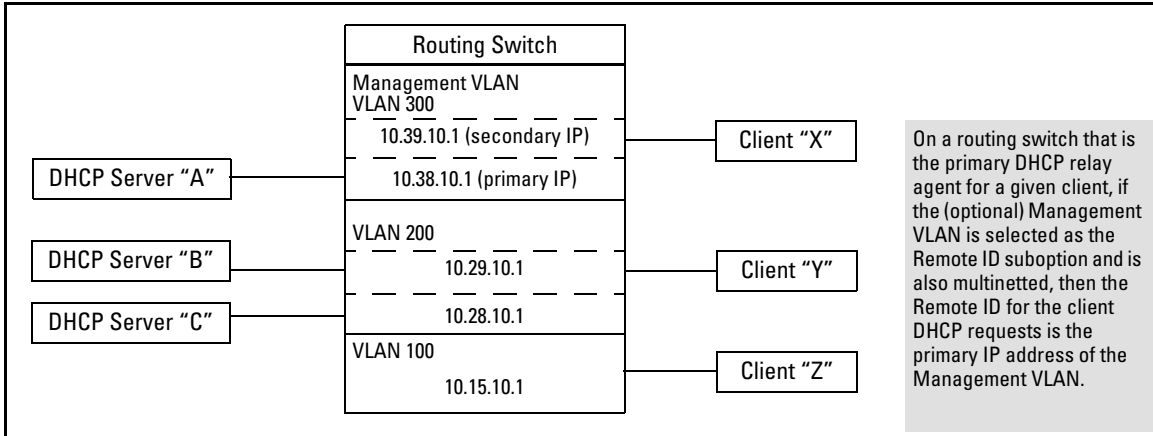 Routing Switch
Management VLAN
VLAN 300
10.39.10.1 (secondary IP)
10.38.10.1 (primary IP)
VLAN 200
10.29.10.1
10.28.10.1
VLAN 100
10.15.10.1
DHCP Server “A”
DHCP Server “B”
DHCP Server “C”
Client “X”
Client “Y”
Client “Z”
On a routing switch that is
the primary DHCP relay
agent for a given client, if
the (optional) Management
VLAN is selected as the
Remote ID suboption and is
also multinetted, then the
Remote ID for the client
DHCP requests is the
primary IP address of the
Management VLAN.